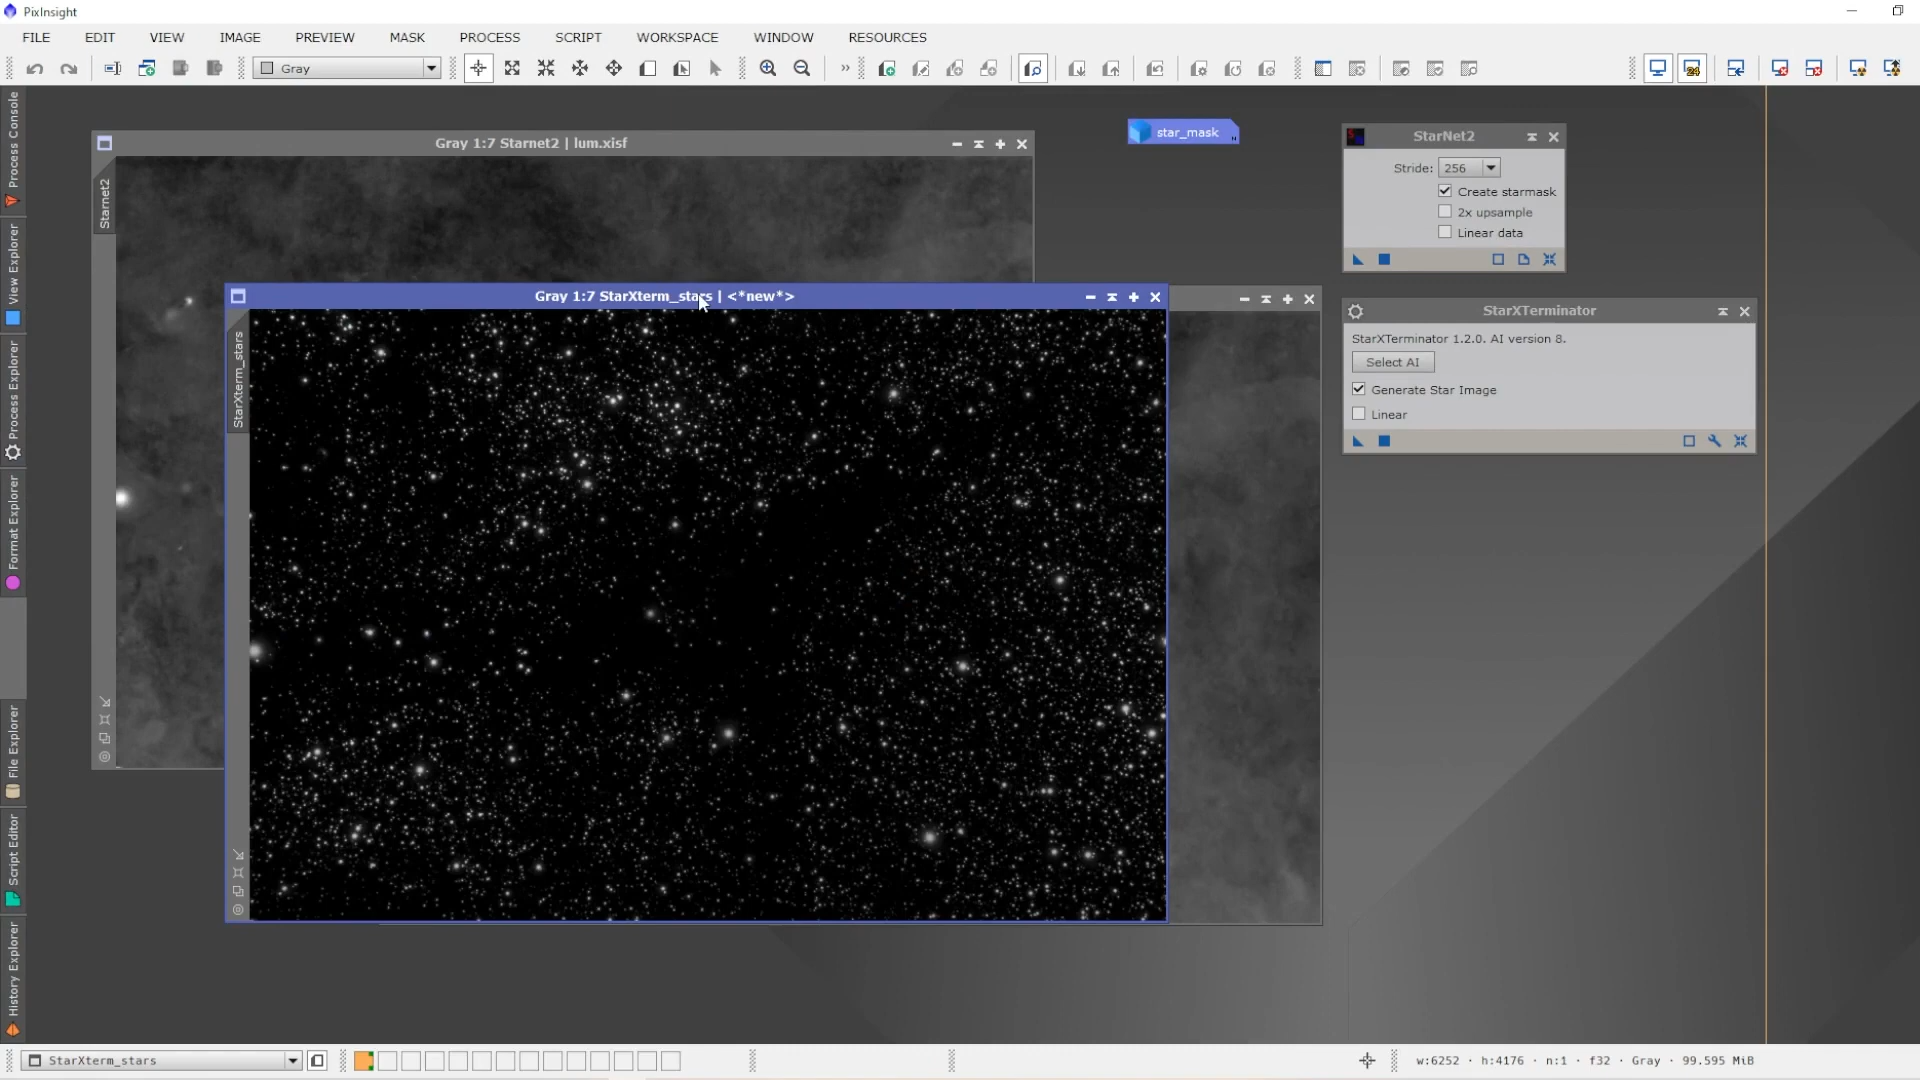 PixInsight
FILE EDIT VIEW IMAGE PREVIEW MASK PROCESS SCRIPT WORKSPACE WINDOW RESOURCES
Gray
24
Process Console
View Explorer
Process Explorer
Format Explorer
File Explorer
Script Editor
History Explorer
Gray 1:7 Starnet2 | lum.xisf
Starnet2
Gray 1:7 StarXterm_stars | <*new*>
StarXterm_stars
star_mask
StarNet2
Stride: 256
Create starmask
2x upsample
Linear data
StarXTerminator
StarXTerminator 1.2.0. AI version 8.
Select AI
Generate Star Image
Linear
StarXterm_stars
w:6252 · h:4176 · n:1 · f32 · Gray · 99.595 MiB